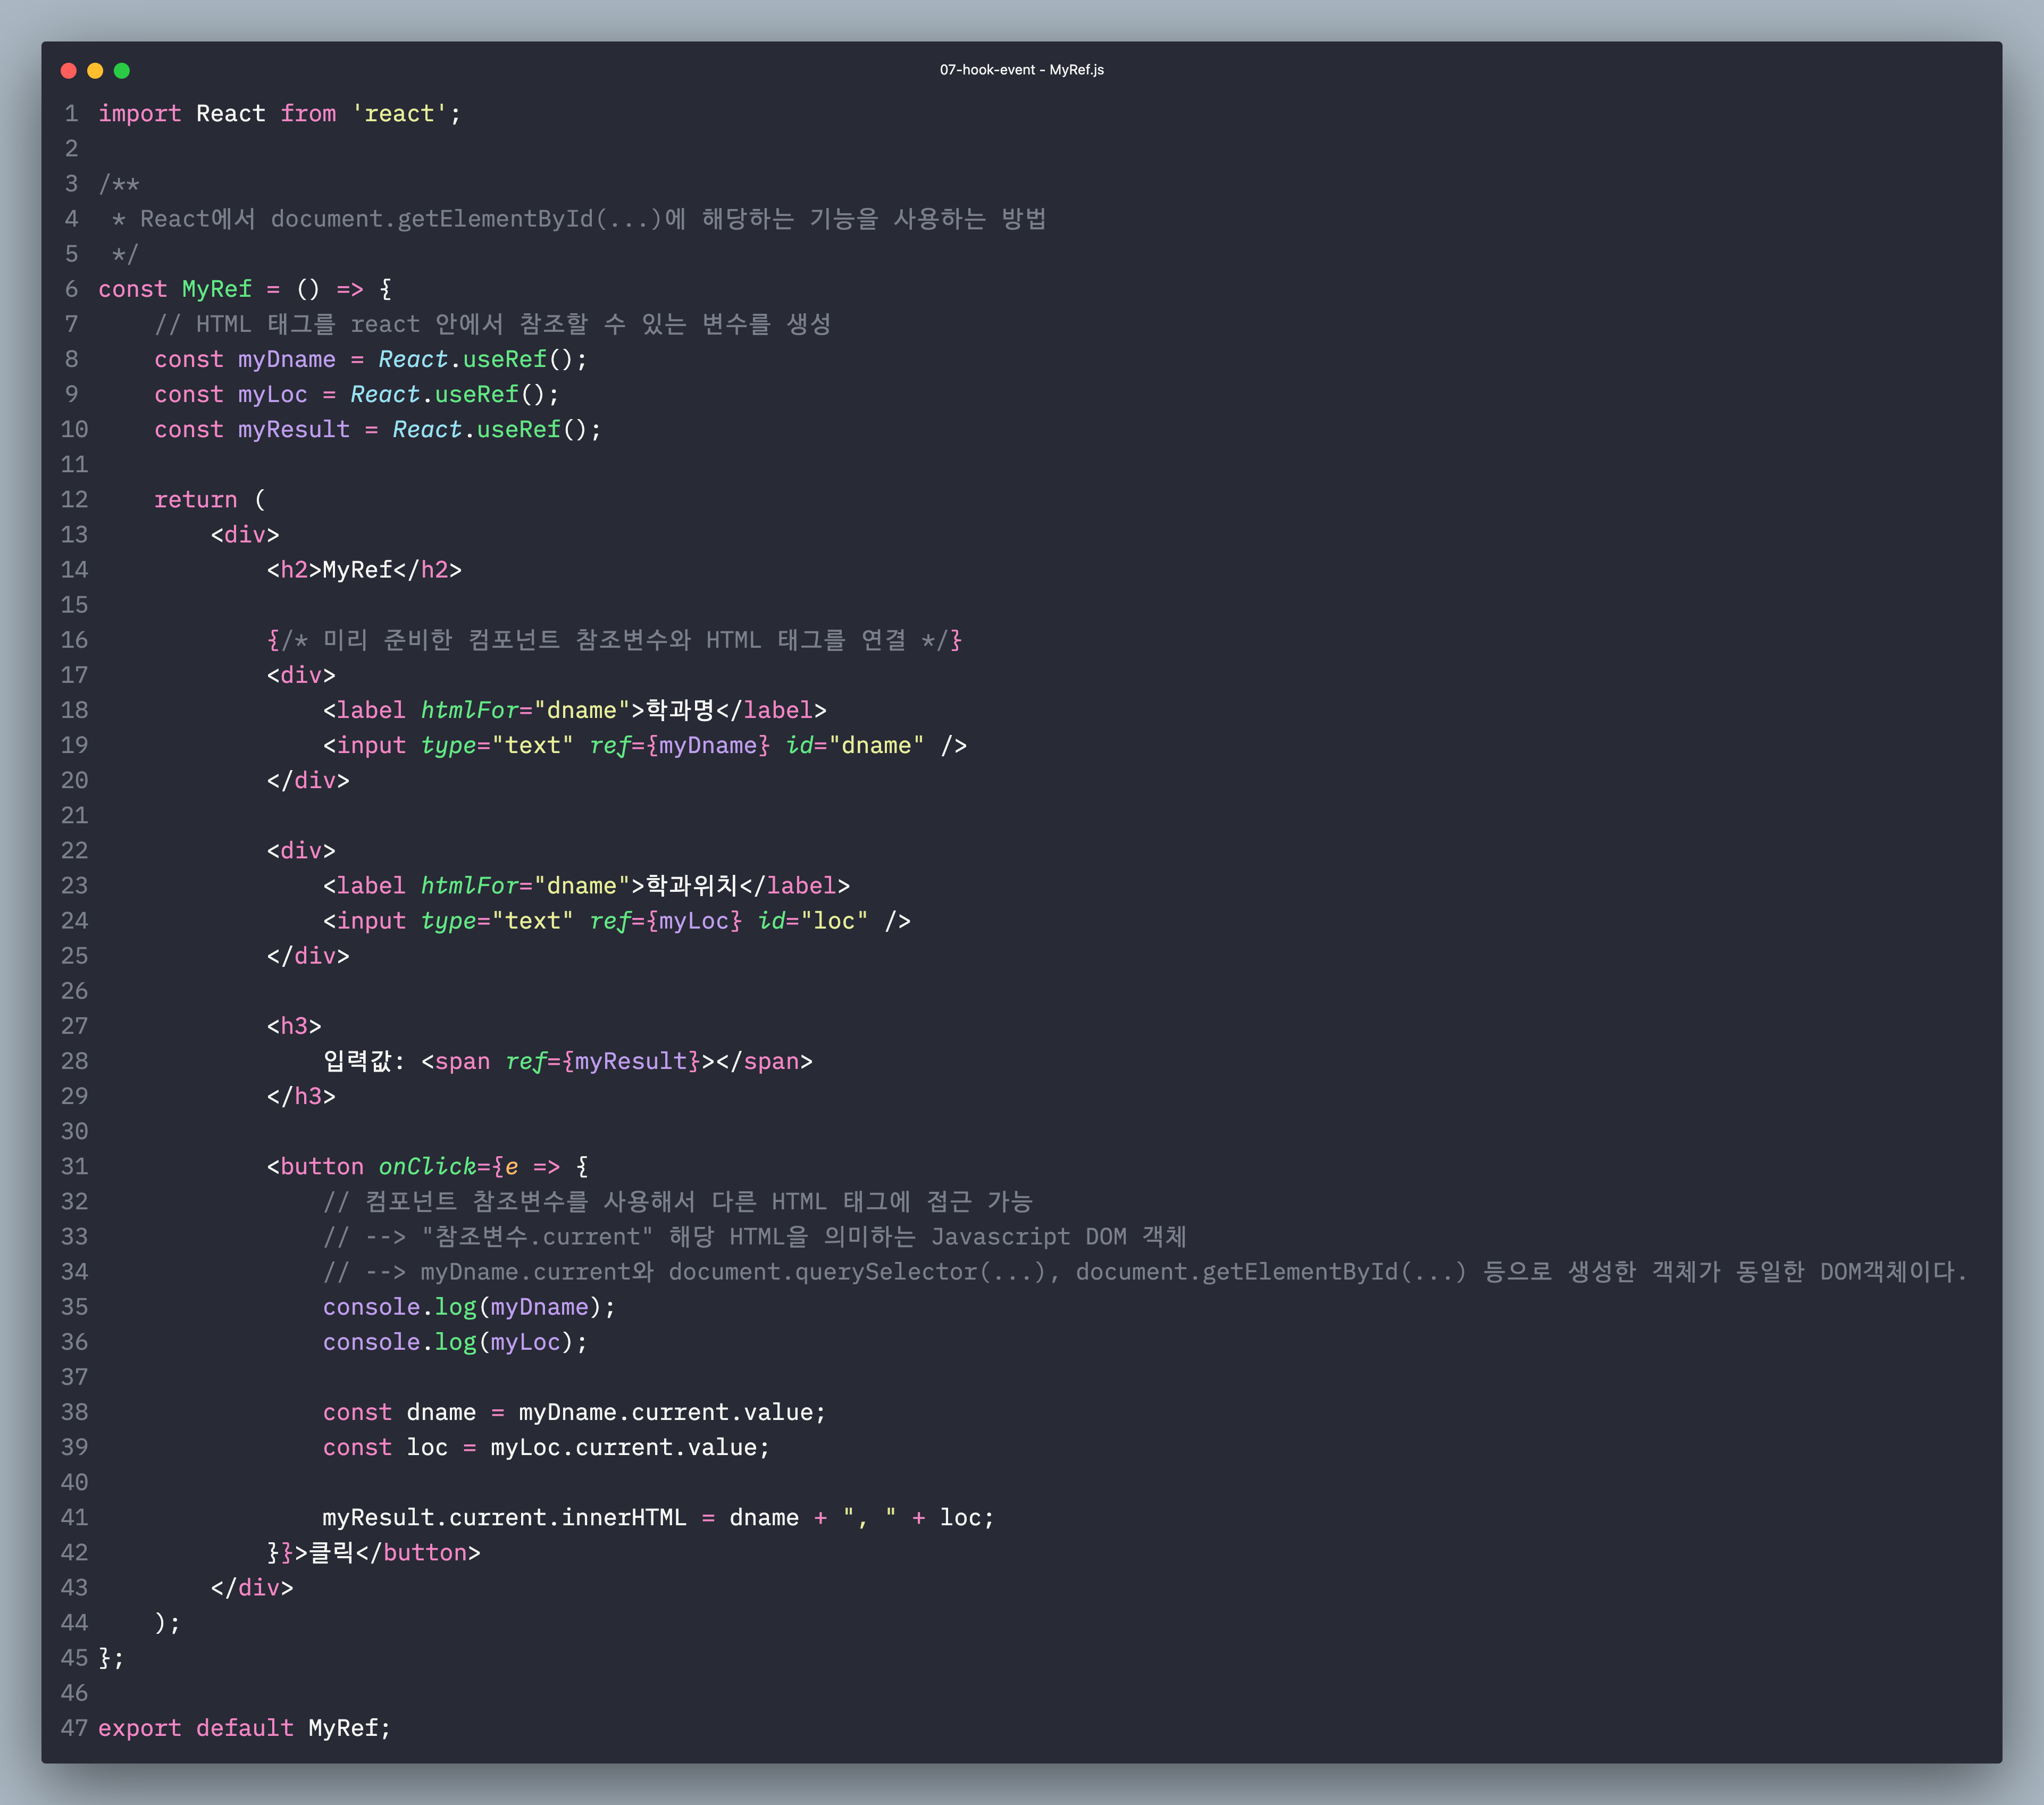 07-hook-event - MyRef.js
1 import React from 'react';
2
3 /**
4  * React에서 document.getElementById(...)에 해당하는 기능을 사용하는 방법
5  */
6 const MyRef = () => {
7     // HTML 태그를 react 안에서 참조할 수 있는 변수를 생성
8     const myDname = React.useRef();
9     const myLoc = React.useRef();
10     const myResult = React.useRef();
11
12     return (
13         <div>
14             <h2>MyRef</h2>
15
16             {/* 미리 준비한 컴포넌트 참조변수와 HTML 태그를 연결 */}
17             <div>
18                 <label htmlFor="dname">학과명</label>
19                 <input type="text" ref={myDname} id="dname" />
20             </div>
21
22             <div>
23                 <label htmlFor="dname">학과위치</label>
24                 <input type="text" ref={myLoc} id="loc" />
25             </div>
26
27             <h3>
28                 입력값: <span ref={myResult}></span>
29             </h3>
30
31             <button onClick={e => {
32                 // 컴포넌트 참조변수를 사용해서 다른 HTML 태그에 접근 가능
33                 // --> "참조변수.current" 해당 HTML을 의미하는 Javascript DOM 객체
34                 // --> myDname.current와 document.querySelector(...), document.getElementById(...) 등으로 생성한 객체가 동일한 DOM객체이다.
35                 console.log(myDname);
36                 console.log(myLoc);
37
38                 const dname = myDname.current.value;
39                 const loc = myLoc.current.value;
40
41                 myResult.current.innerHTML = dname + ", " + loc;
42             }}>클릭</button>
43         </div>
44     );
45 };
46
47 export default MyRef;